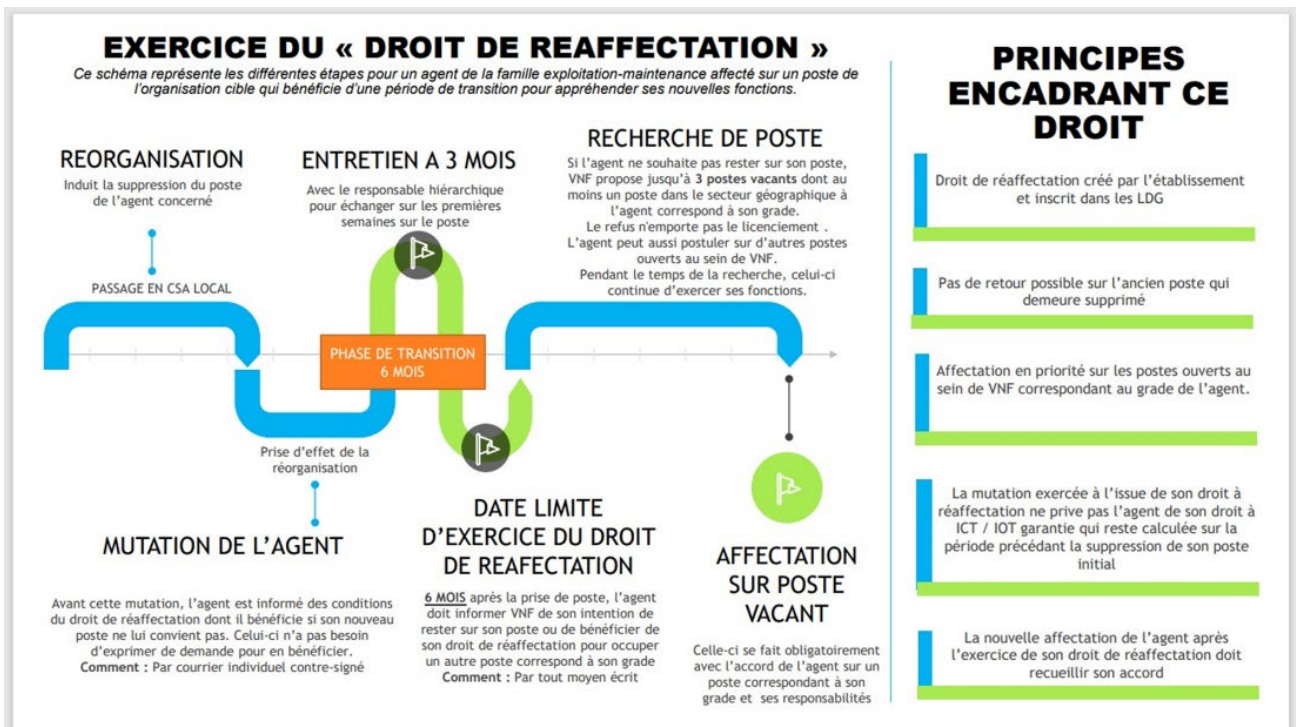 EXERCICE DU « DROIT DE REAFFECTATION »
Ce schéma représente les différentes étapes pour un agent de la famille exploitation-maintenance affecté sur un poste de
l'organisation cible qui bénéficie d'une période de transition pour appréhender ses nouvelles fonctions.
REORGANISATION
Induit la suppression du poste
de l'agent concerné
PASSAGE EN CSA LOCAL
ENTRETIEN A 3 MOIS
Avec le responsable hiérarchique
pour échanger sur les premières
semaines sur le poste
RECHERCHE DE POSTE
Si l'agent ne souhaite pas rester sur son poste,
VNF propose jusqu'à 3 postes vacants dont au
moins un poste dans le secteur géographique à
l'agent correspond à son grade.
Le refus n'emporte pas le licenciement .
L'agent peut aussi postuler sur d'autres postes
ouverts au sein de VNF.
Pendant le temps de la recherche, celui-ci
continue d'exercer ses fonctions.
PHASE DE TRANSITION
6 MOIS
Prise d'effet de la
réorganisation
MUTATION DE L'AGENT
Avant cette mutation, l'agent est informé des conditions
du droit de réaffectation dont il bénéficie si son nouveau
poste ne lui convient pas. Celui-ci n'a pas besoin
d'exprimer de demande pour en bénéficier.
Comment : Par courrier individuel contre-signé
DATE LIMITE
D'EXERCICE DU DROIT
DE REAFECTATION
6 MOIS après la prise de poste, l'agent
doit informer VNF de son intention de
rester sur son poste ou de bénéficier de
son droit de réaffectation pour occuper
un autre poste correspond à son grade
Comment : Par tout moyen écrit
AFFECTATION
SUR POSTE
VACANT
Celle-ci se fait obligatoirement
avec l'accord de l'agent sur un
poste correspondant à son
grade et ses responsabilités
PRINCIPES
ENCADRANT CE
DROIT
Droit de réaffectation créé par l'établissement
et inscrit dans les LDG
Pas de retour possible sur l'ancien poste qui
demeure supprimé
Affectation en priorité sur les postes ouverts au
sein de VNF correspondant au grade de l'agent.
La mutation exercée à l'issue de son droit à
réaffectation ne prive pas l'agent de son droit à
ICT / IOT garantie qui reste calculée sur la
période précédant la suppression de son poste
initial
La nouvelle affectation de l'agent après
l'exercice de son droit de réaffectation doit
recueillir son accord